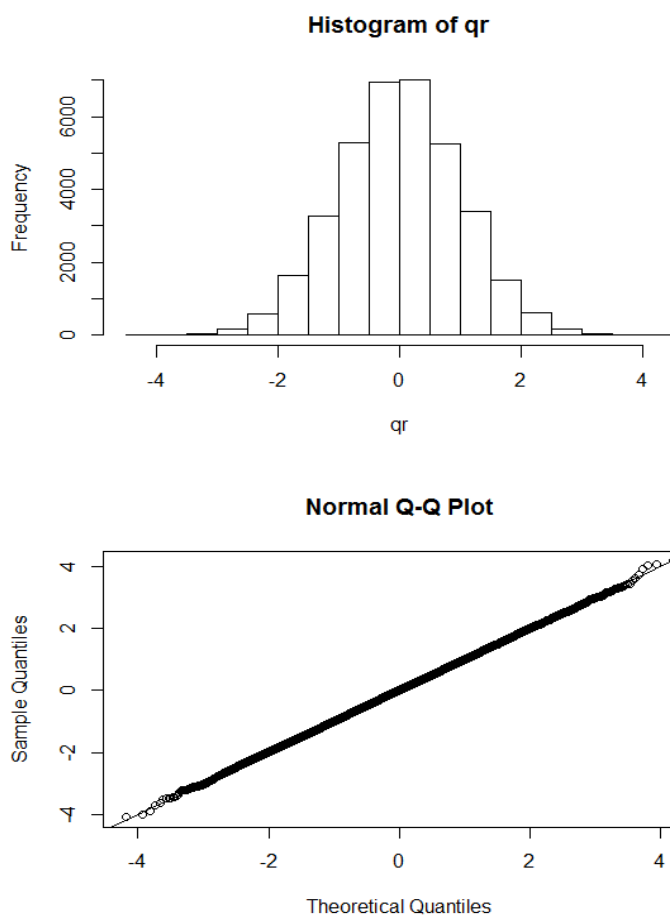 Histogram of qr
Frequency
6000
4000
2000
0
-4 -2 0 2 4
qr
Normal Q-Q Plot
Sample Quantiles
4
2
0
-2
-4
-4 -2 0 2 4
Theoretical Quantiles